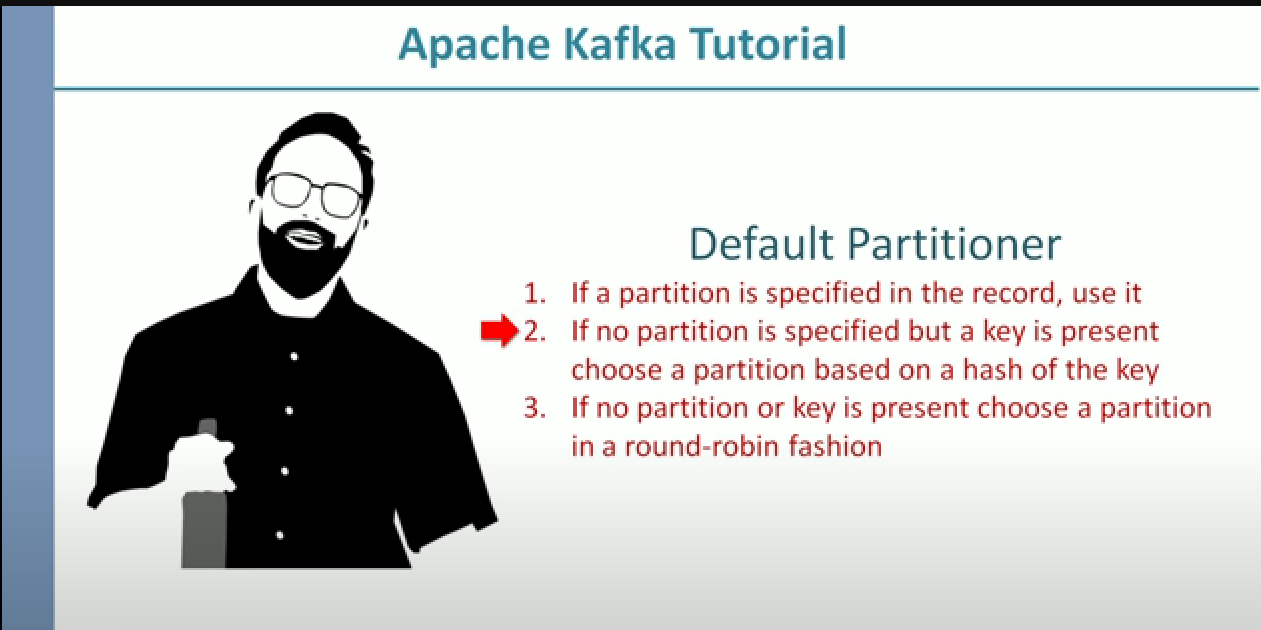 Apache Kafka Tutorial
Default Partitioner
1. If a partition is specified in the record, use it
2. If no partition is specified but a key is present
choose a partition based on a hash of the key
3. If no partition or key is present choose a partition
in a round-robin fashion